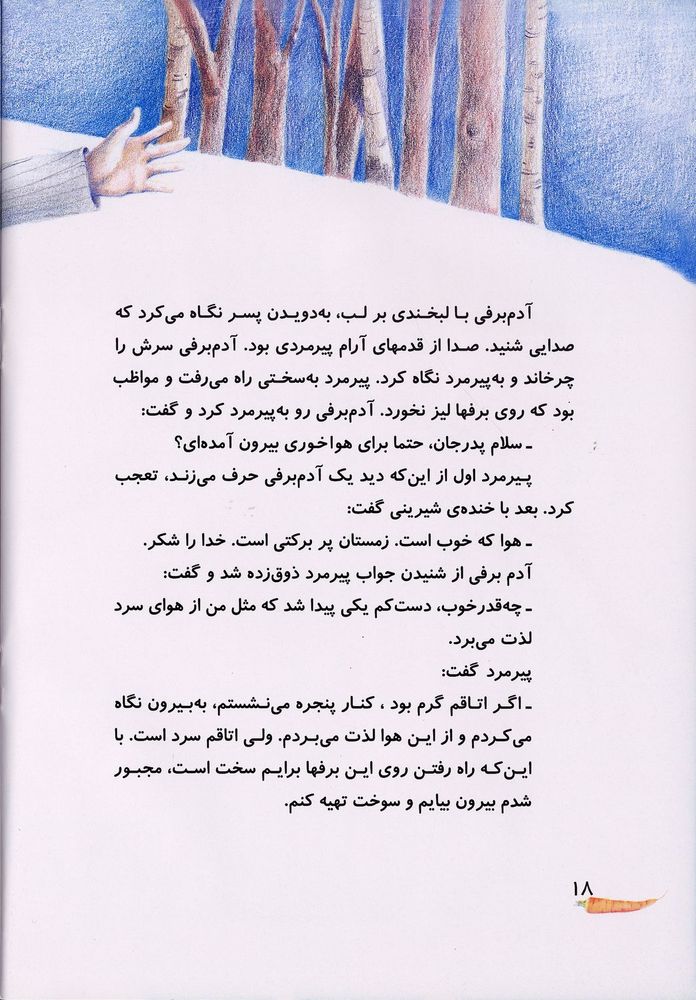 آدم‌برفی با لبخندی بر لب، به‌دویدن پسر نگاه می‌کرد که
صدایی شنید. صدا از قدمهای آرام پیرمردی بود. آدم‌برفی سرش را
چرخاند و به‌پیرمرد نگاه کرد. پیرمرد به‌سختی راه می‌رفت و مواظب
بود که روی برفها لیز نخورد. آدم‌برفی رو به‌پیرمرد کرد و گفت:
ـ سلام پدرجان، حتما برای هواخوری بیرون آمده‌ای؟
پیرمرد اول از این‌که دید یک آدم‌برفی حرف می‌زند، تعجب
کرد. بعد با خنده‌ی شیرینی گفت:
ـ هوا که خوب است. زمستان پر برکتی است. خدا را شکر.
آدم برفی از شنیدن جواب پیرمرد ذوق‌زده شد و گفت:
ـ چه‌قدرخوب، دست‌کم یکی پیدا شد که مثل من از هوای سرد
لذت می‌برد.
پیرمرد گفت:
ـ اگر اتاقم گرم بود ، کنار پنجره می‌نشستم، به‌بیرون نگاه
می‌کردم و از این هوا لذت می‌بردم. ولی اتاقم سرد است. با
این‌که راه رفتن روی این برفها برایم سخت است، مجبور
شدم بیرون بیایم و سوخت تهیه کنم.
۱۸